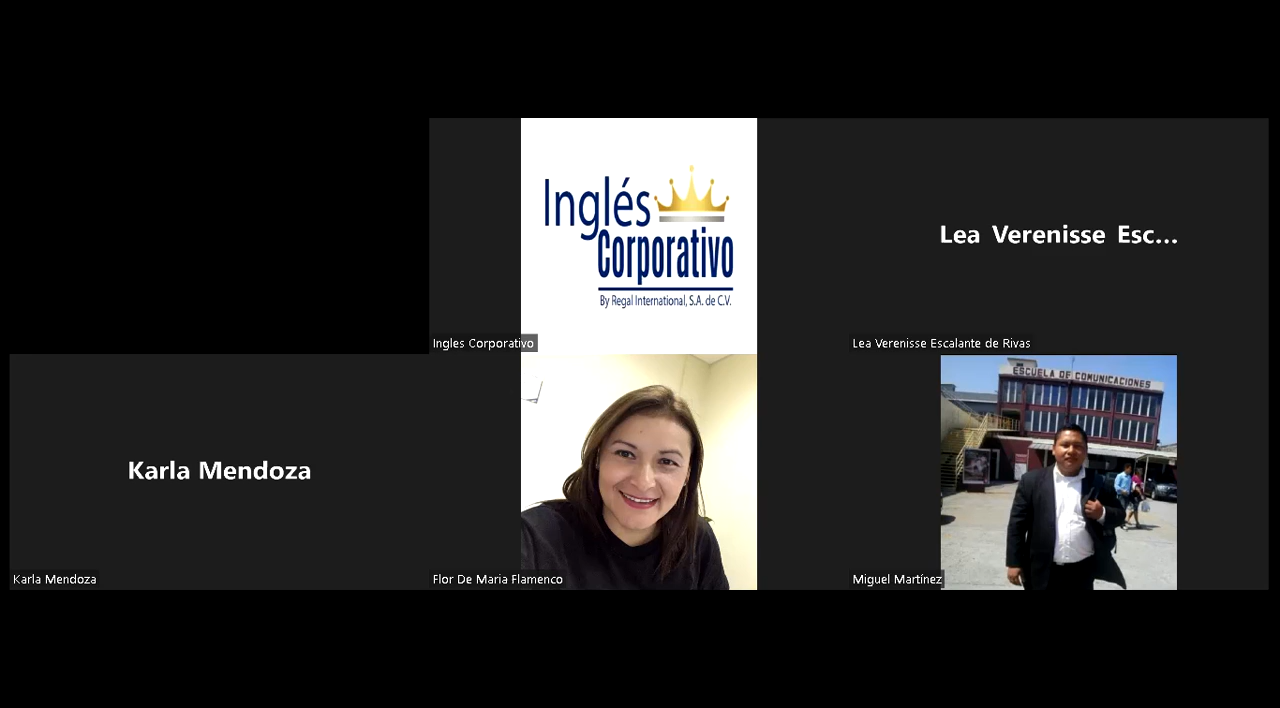 Inglés
Corporativo
By Regal International, S.A. de C.V.
Ingles Corporativo
Lea Verenisse Esc...
Lea Verenisse Escalante de Rivas
Karla Mendoza
Karla Mendoza
Flor De Maria Flamenco
ESCUELA DE COMUNICACIONES
Miguel Martínez